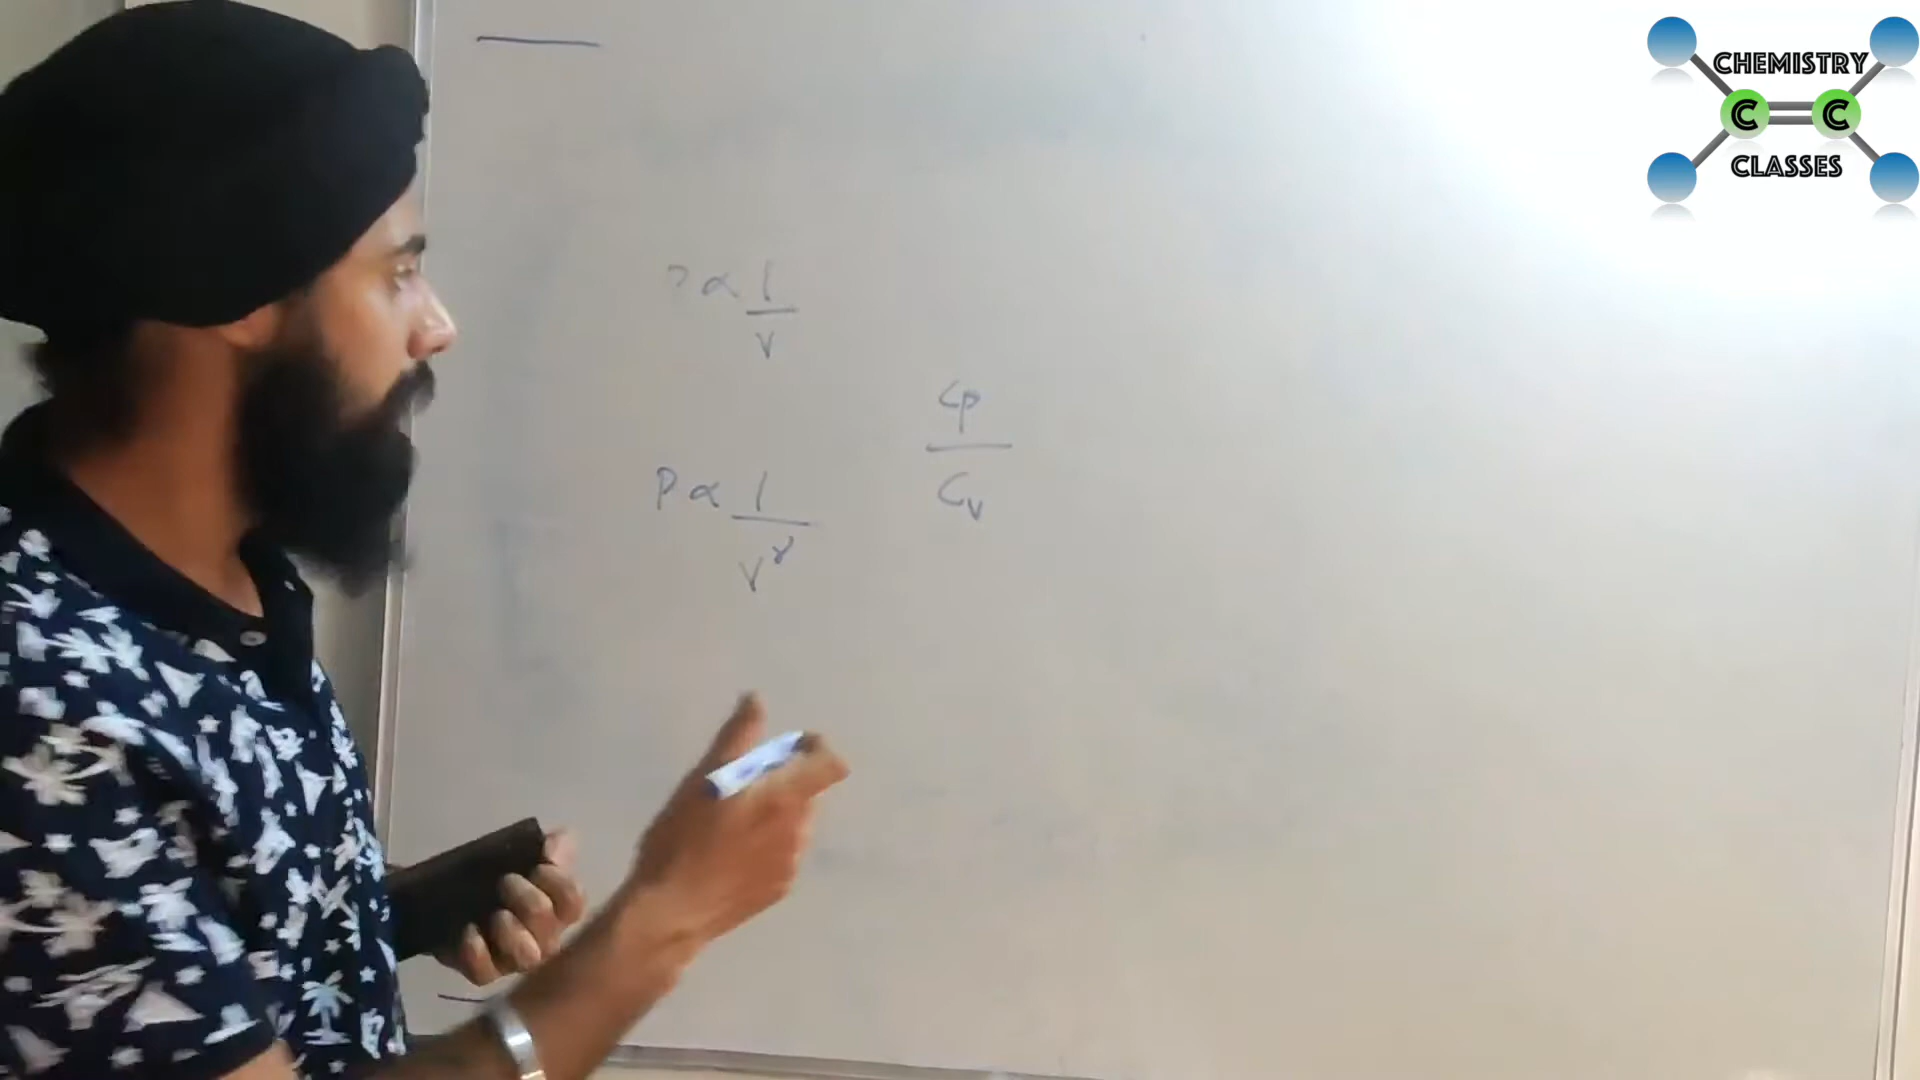 CHEMISTRY
C C
CLASSES
P ∝ 1/v
Cp/Cv
P ∝ 1/v^γ